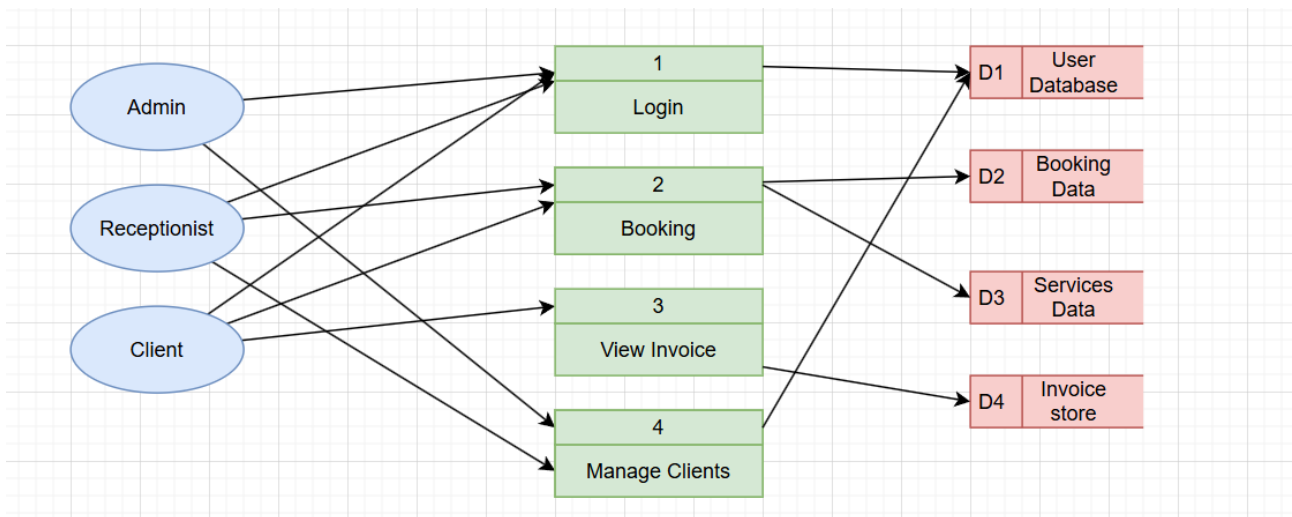 Admin
Receptionist
Client
1
Login
2
Booking
3
View Invoice
4
Manage Clients
D1
User
Database
D2
Booking
Data
D3
Services
Data
D4
Invoice
store